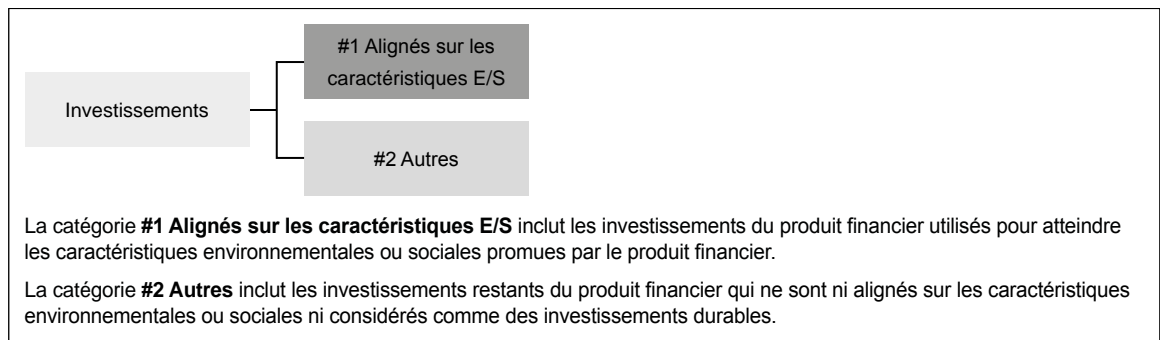 #1 Alignés sur les
caractéristiques E/S
Investissements
#2 Autres
La catégorie #1 Alignés sur les caractéristiques E/S inclut les investissements du produit financier utilisés pour atteindre
les caractéristiques environnementales ou sociales promues par le produit financier.
La catégorie #2 Autres inclut les investissements restants du produit financier qui ne sont ni alignés sur les caractéristiques
environnementales ou sociales ni considérés comme des investissements durables.